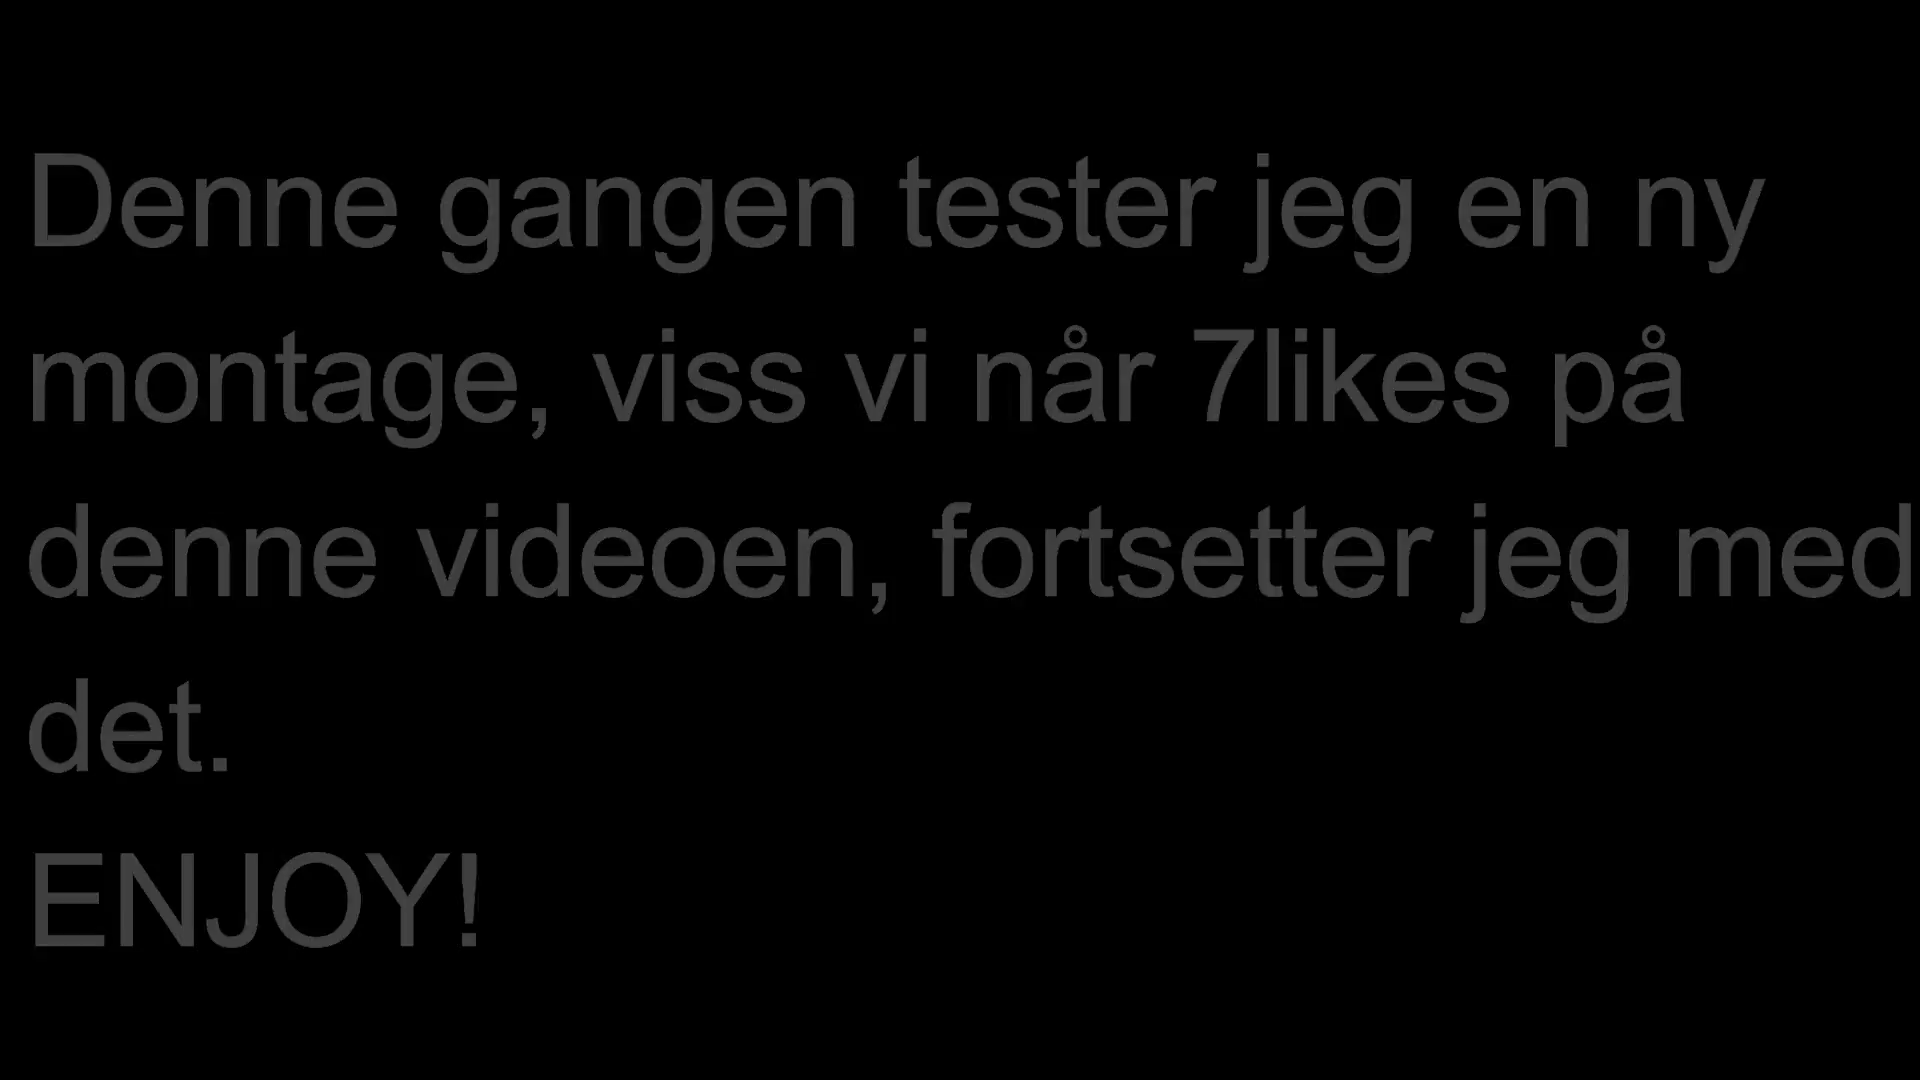 Denne gangen tester jeg en ny
montage, viss vi når 7likes på
denne videoen, fortsetter jeg med
det.
ENJOY!